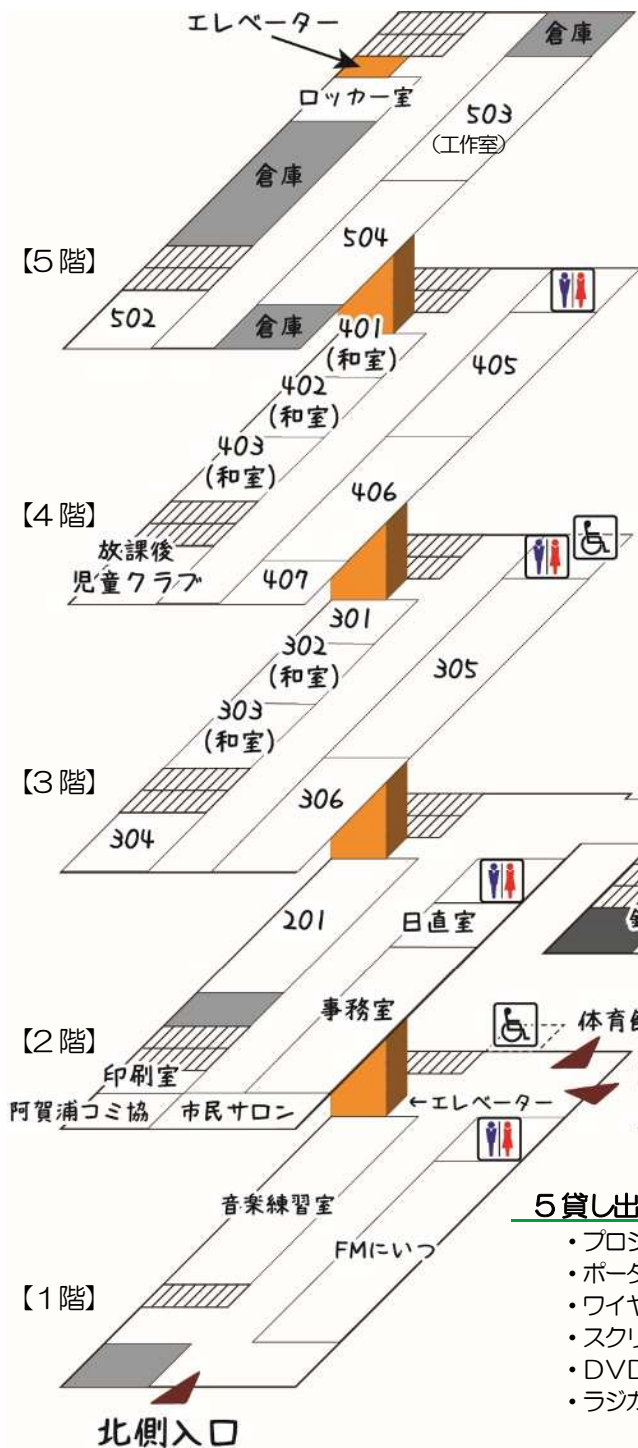 エレベーター
倉庫
ロッカー室
503
(工作室)
倉庫
504
【5階】
502
倉庫
401
(和室)
402
(和室)
405
403
(和室)
406
【4階】
放課後
児童クラブ
407
301
302
(和室)
305
303
(和室)
【3階】
306
304
201
日直室
事務室
【2階】
体育館
印刷室
阿賀浦コミ協
市民サロン
←エレベーター
音楽練習室
5貸し出
FMにいつ
・プロジ
・ポータ
・ワイヤ
【1階】
・スクリ
・DVD
・ラジカ
北側入口